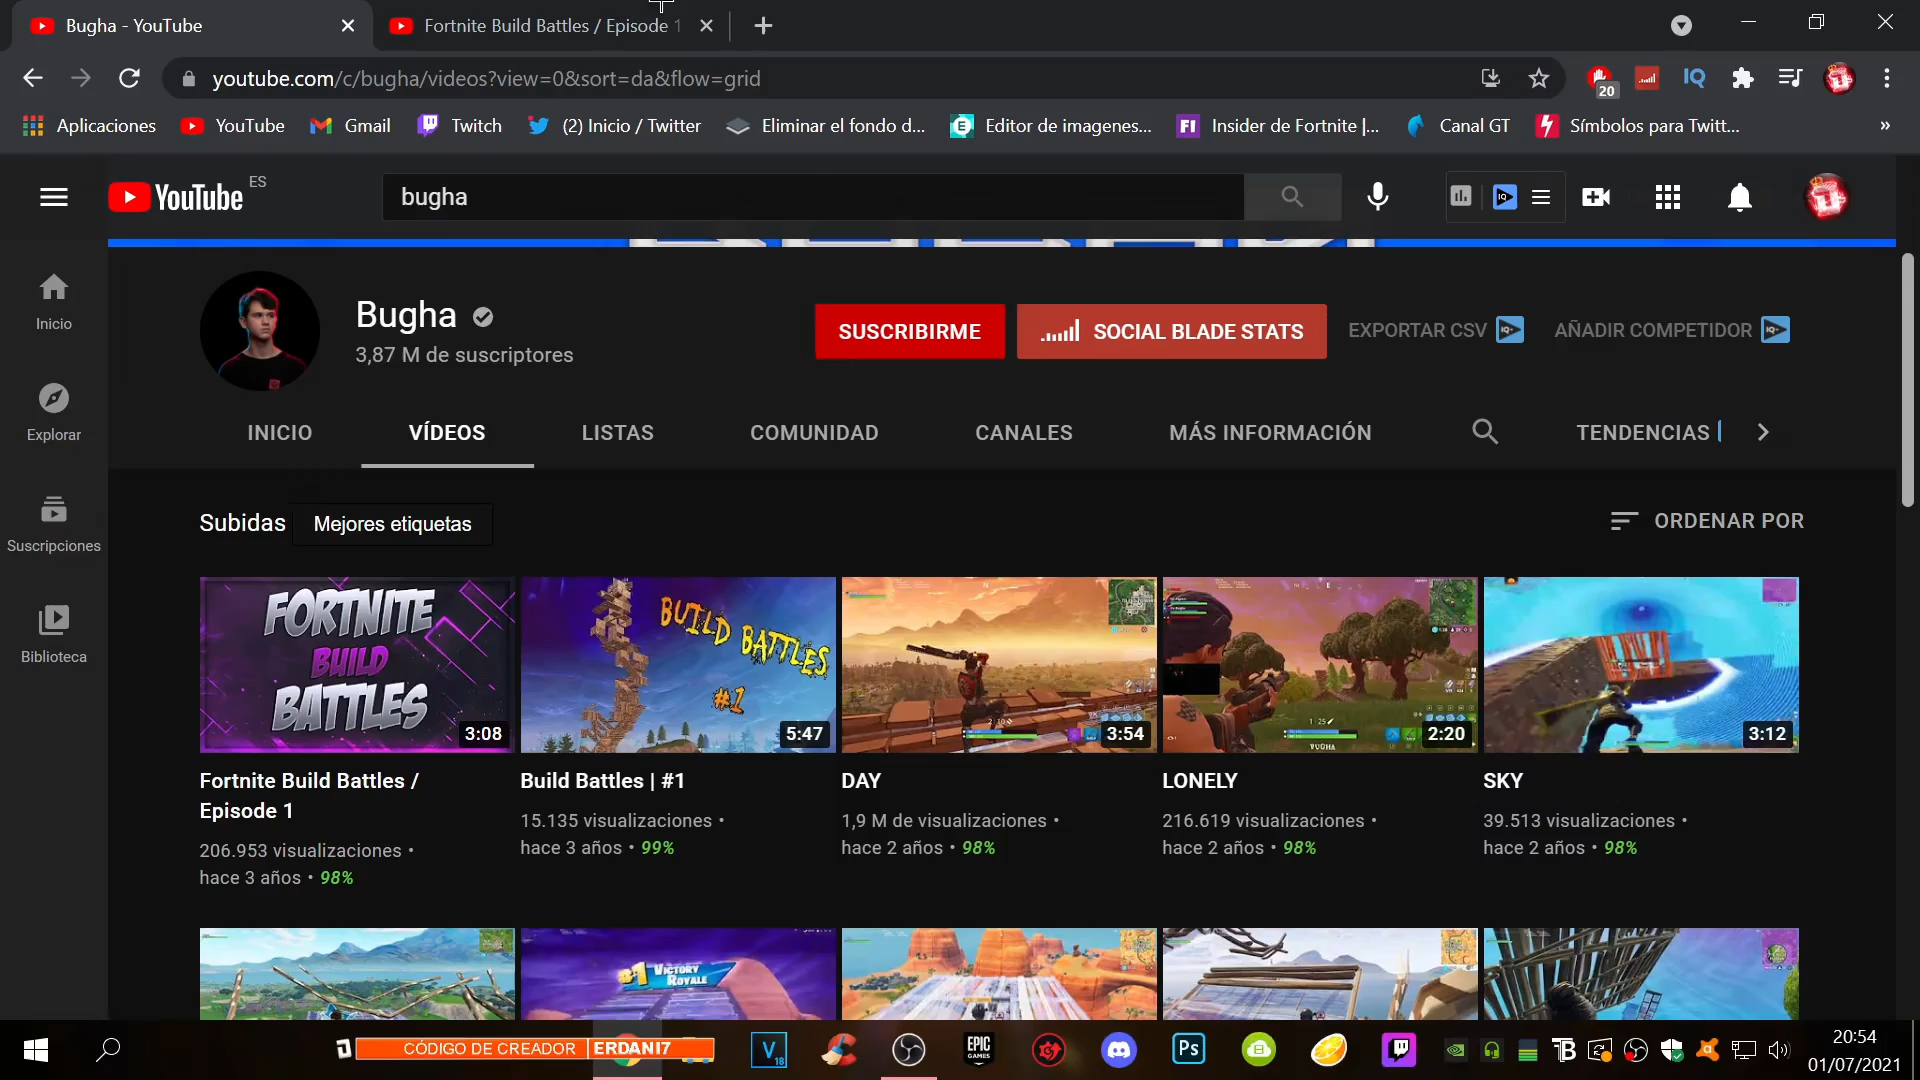 Bugha - YouTube
Fortnite Build Battles / Episode 1
youtube.com/c/bugha/videos?view=0&sort=da&flow=grid
20
IQ
Aplicaciones
YouTube
Gmail
Twitch
(2) Inicio / Twitter
Eliminar el fondo d...
Editor de imagenes...
Insider de Fortnite |...
Canal GT
Símbolos para Twitt...
»
YouTube ES
bugha
Inicio
Explorar
Suscripciones
Biblioteca
Bugha
3,87 M de suscriptores
SUSCRIBIRME
SOCIAL BLADE STATS
EXPORTAR CSV
AÑADIR COMPETIDOR
INICIO
VÍDEOS
LISTAS
COMUNIDAD
CANALES
MÁS INFORMACIÓN
TENDENCIAS
Subidas
Mejores etiquetas
ORDENAR POR
FORTNITE
BUILD
BATTLES
3:08
BUILD BATTLES
#1
5:47
3:54
BUGHA
2:20
3:12
Fortnite Build Battles /
Episode 1
206.953 visualizaciones •
hace 3 años • 98%
Build Battles | #1
15.135 visualizaciones •
hace 3 años • 99%
DAY
1,9 M de visualizaciones •
hace 2 años • 98%
LONELY
216.619 visualizaciones •
hace 2 años • 98%
SKY
39.513 visualizaciones •
hace 2 años • 98%
#1 VICTORY
ROYALE
CÓDIGO DE CREADOR ERDANI7
V 18
EPIC
GAMES
Ps
20:54
01/07/2021